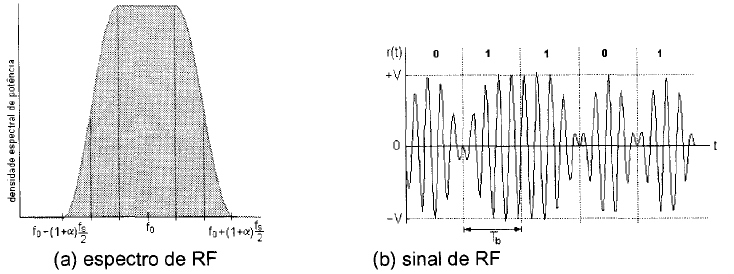 densidade espectral de potência
f₀ - (1+α)fs/2
f₀
f₀ + (1+α)fs/2
(a) espectro de RF
r(t)
0 1 1 0 1
+V
0
t
-V
Tb
(b) sinal de RF